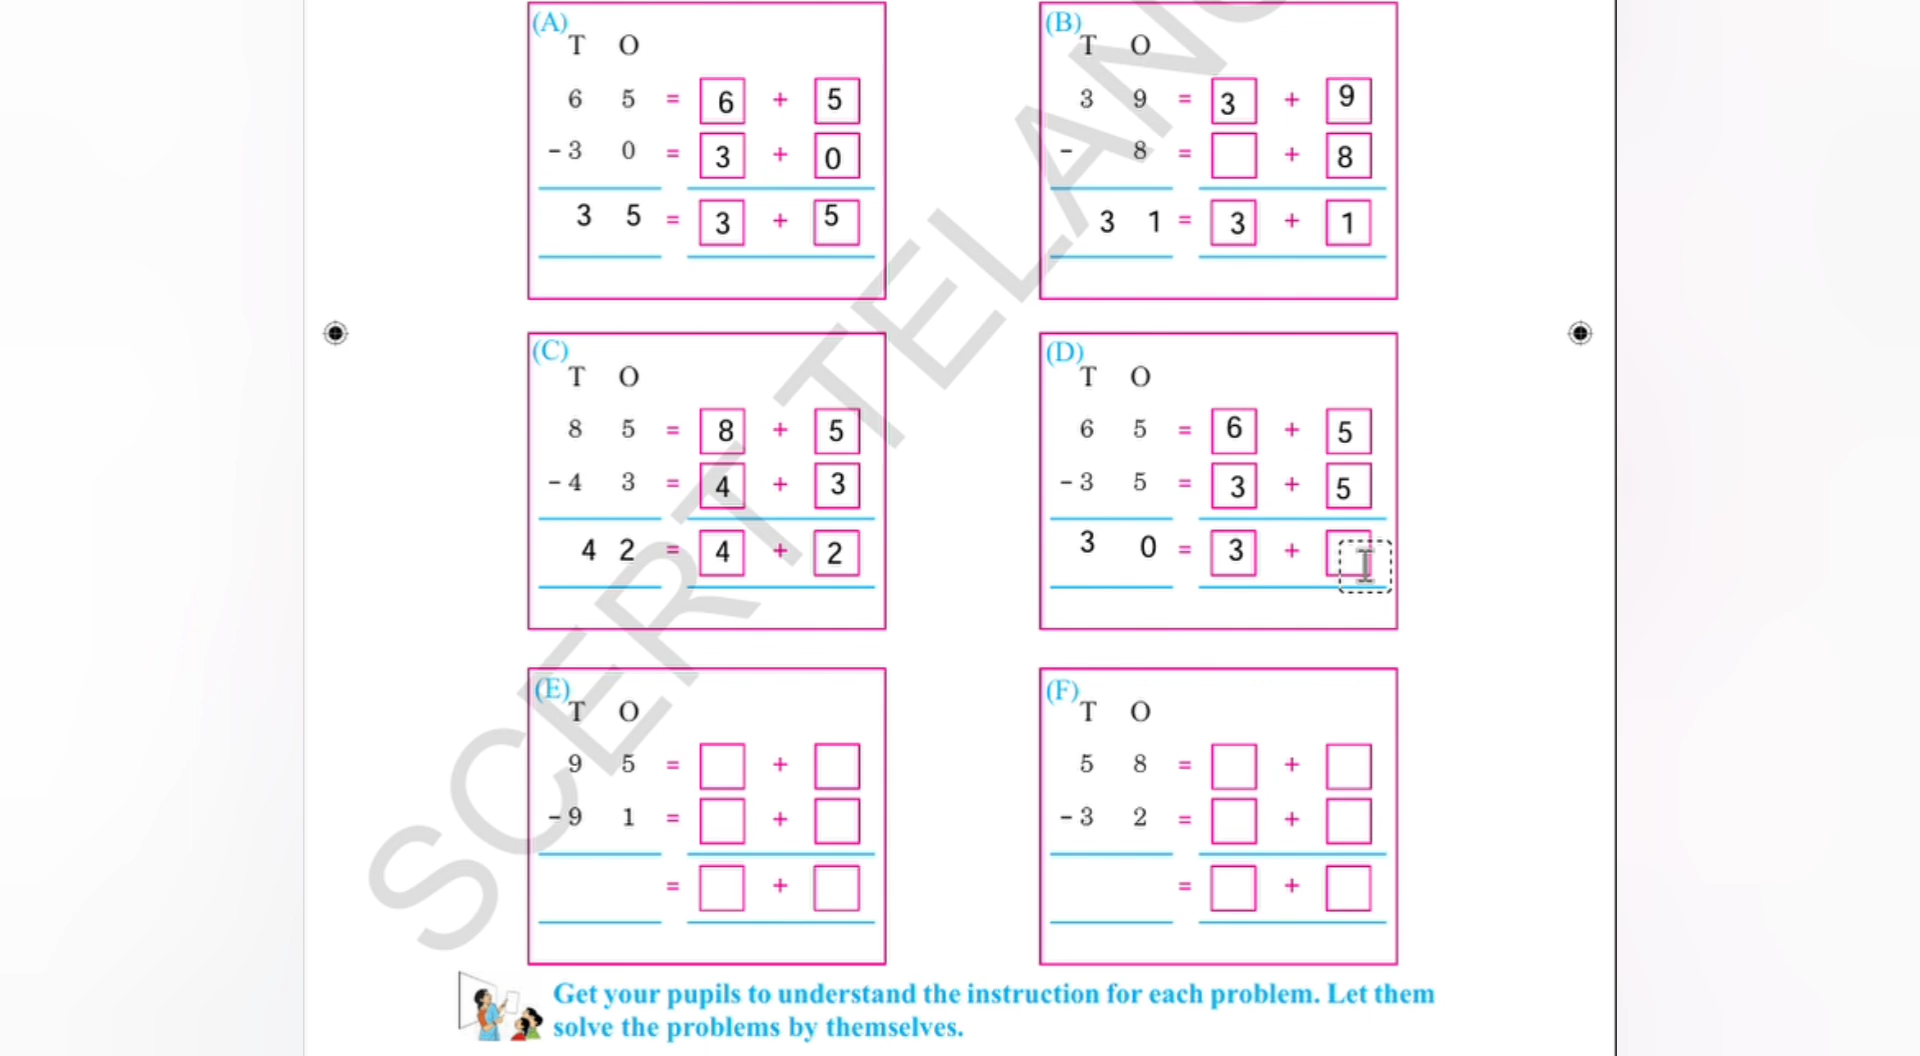 (A)
T O
6 5 = 6 + 5
- 3 0 = 3 + 0
3 5 = 3 + 5
(B)
T O
3 9 = 3 + 9
- 8 = + 8
3 1 = 3 + 1
(C)
T O
8 5 = 8 + 5
- 4 3 = 4 + 3
4 2 = 4 + 2
(D)
T O
6 5 = 6 + 5
- 3 5 = 3 + 5
3 0 = 3 +
(E)
T O
9 5 = +
- 9 1 = +
= +
(F)
T O
5 8 = +
- 3 2 = +
= +
SCERT TELANG
Get your pupils to understand the instruction for each problem. Let them
solve the problems by themselves.